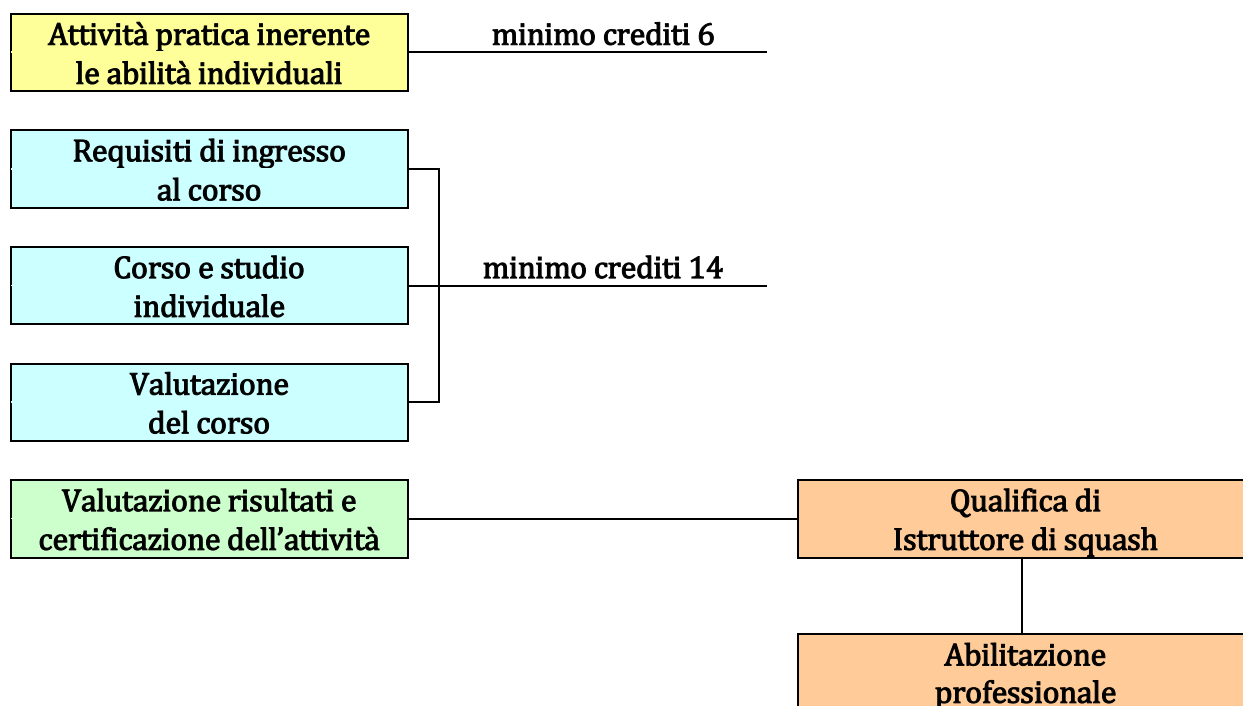 Attività pratica inerente
le abilità individuali
minimo crediti 6
Requisiti di ingresso
al corso
Corso e studio
individuale
minimo crediti 14
Valutazione
del corso
Valutazione risultati e
certificazione dell’attività
Qualifica di
Istruttore di squash
Abilitazione
professionale